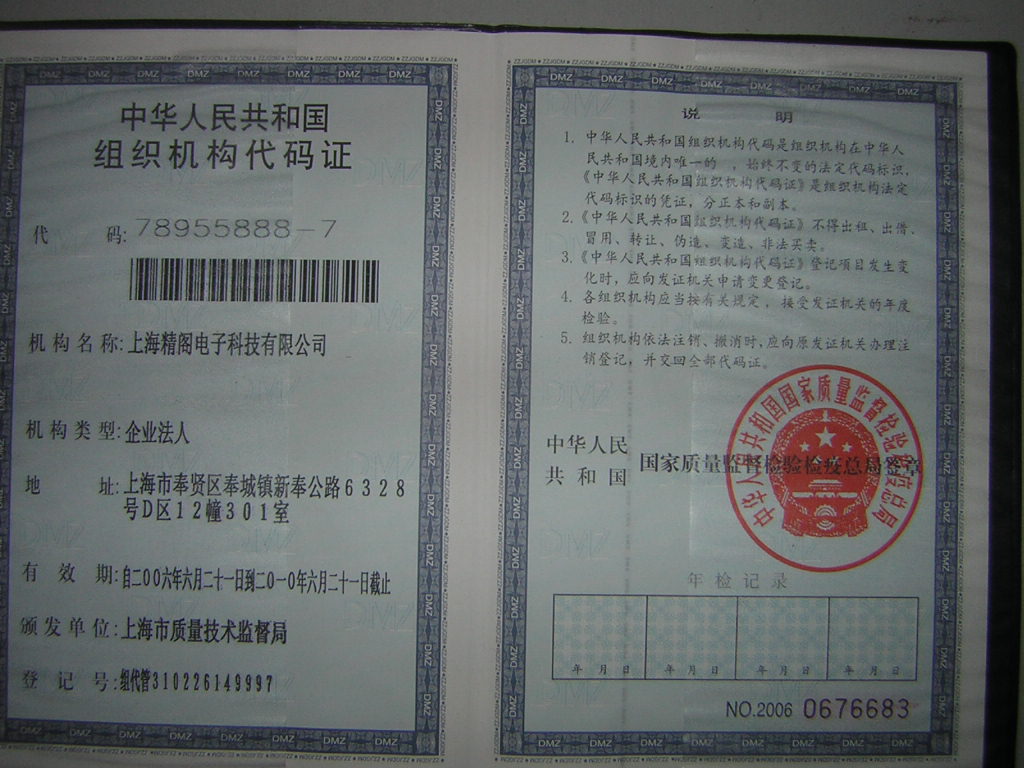 中华人民共和国
组织机构代码证
代 码: 78955888-7
机构名称: 上海精阁电子科技有限公司
机构类型: 企业法人
地 址: 上海市奉贤区奉城镇新奉公路6328
号D区12幢301室
有 效 期: 自二00六年六月二十一日到二0一0年六月二十一日截止
颁发单位: 上海市质量技术监督局
登 记 号: 组代管310226149997
说 明
1. 中华人民共和国组织机构代码是组织机构在中华人
民共和国境内唯一的、始终不变的法定代码标识,
《中华人民共和国组织机构代码证》是组织机构法定
代码标识的凭证,分正本和副本。
2.《中华人民共和国组织机构代码证》不得出租、出借、
冒用、转让、伪造、变造、非法买卖。
3.《中华人民共和国组织机构代码证》登记项目发生变
化时,应向发证机关申请变更登记。
4. 各组织机构应当按有关规定,接受发证机关的年度
检验。
5. 组织机构依法注销、撤消时,应向原发证机关办理注
销登记,并交回全部代码证。
中华人民共和国国家质量监督检验检疫总局
中华人民
共和国
国家质量监督检验检疫总局签章
年检记录
年 月 日 年 月 日 年 月 日 年 月 日
NO.2006 0676683